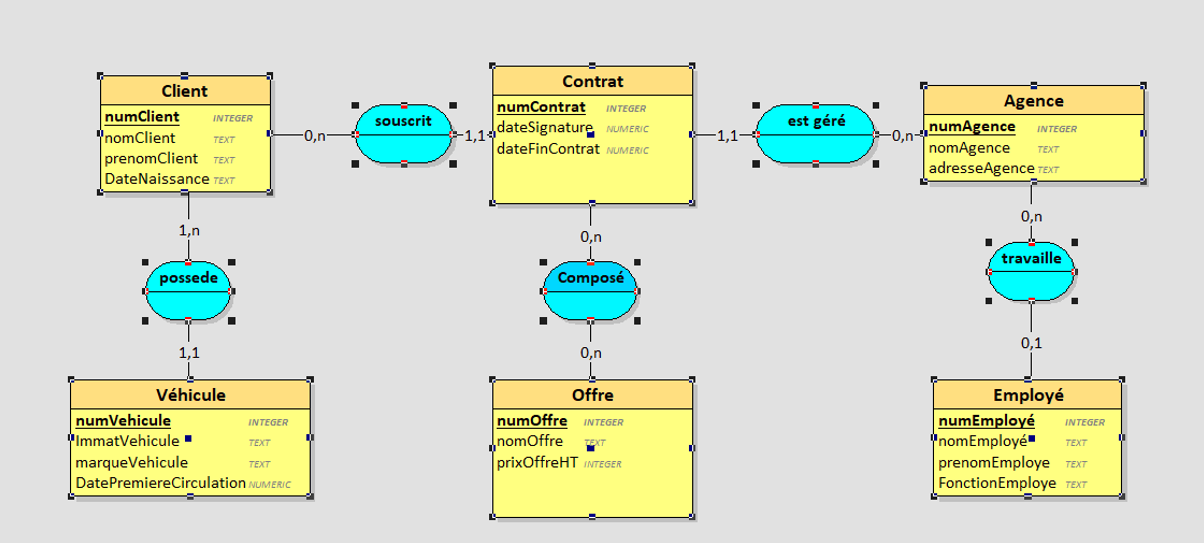 Client
numClient INTEGER
nomClient TEXT
prenomClient TEXT
DateNaissance TEXT
0,n
souscrit
1,1
Contrat
numContrat INTEGER
dateSignature NUMERIC
dateFinContrat NUMERIC
1,1
est géré
0,n
Agence
numAgence INTEGER
nomAgence TEXT
adresseAgence TEXT
1,n
possede
1,1
0,n
Composé
0,n
0,n
travaille
0,1
Véhicule
numVehicule INTEGER
ImmatVehicule TEXT
marqueVehicule TEXT
DatePremiereCirculation NUMERIC
Offre
numOffre INTEGER
nomOffre TEXT
prixOffreHT INTEGER
Employé
numEmployé INTEGER
nomEmployé TEXT
prenomEmploye TEXT
FonctionEmploye TEXT